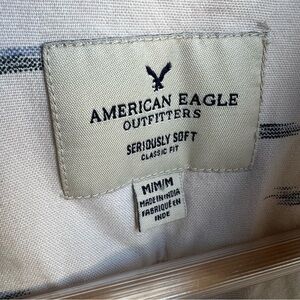 AMERICAN EAGLE
OUTFITTERS
SERIOUSLY SOFT
CLASSIC FIT
M/M/M
MADE IN INDIA
FABRIQUÉ EN
INDE